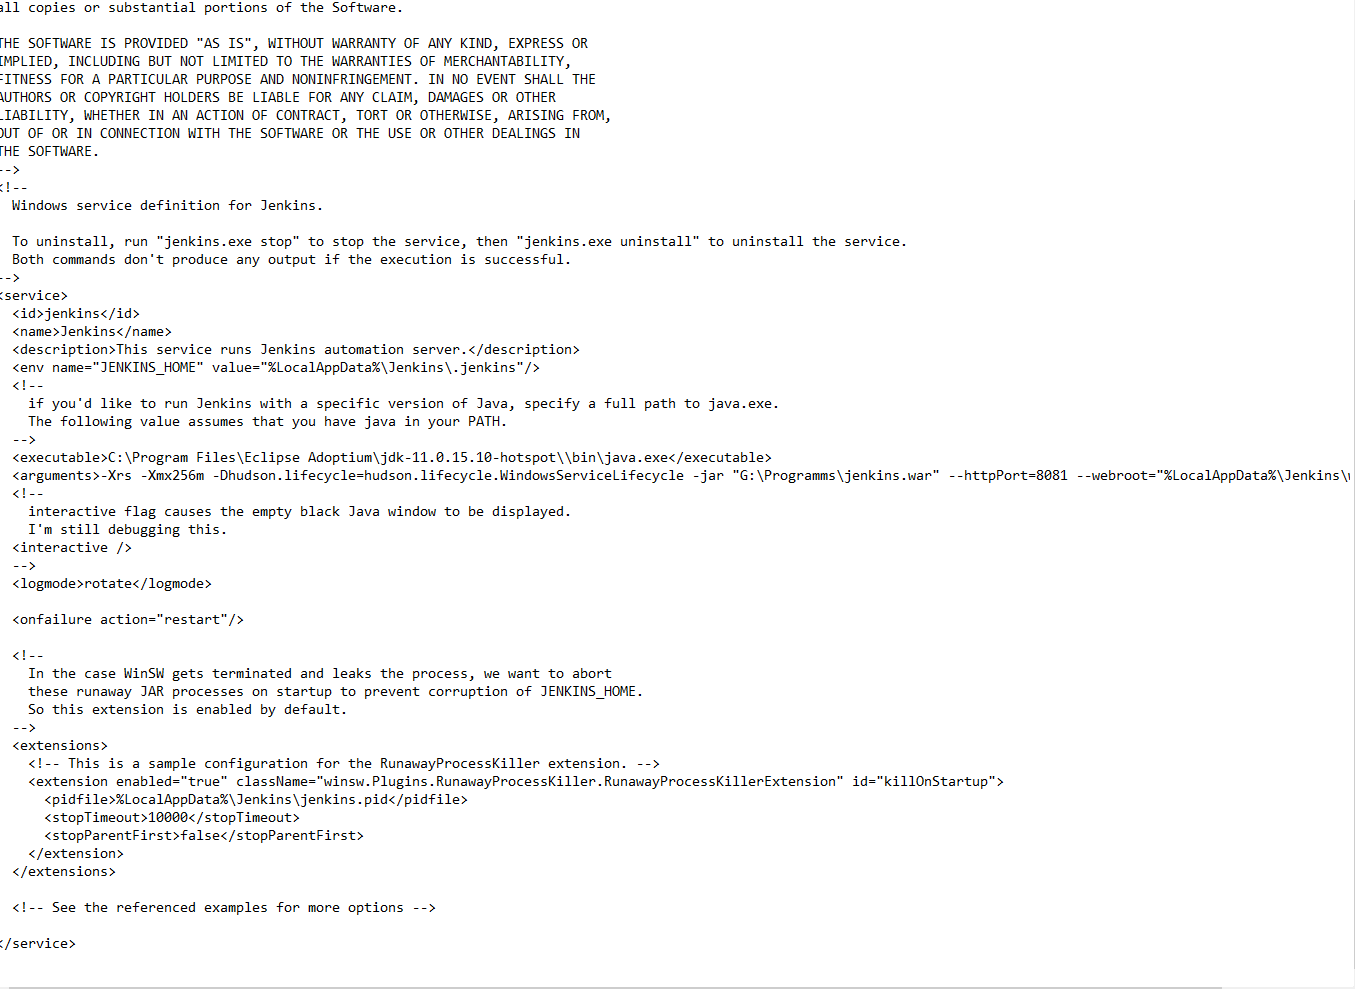 all copies or substantial portions of the Software.
THE SOFTWARE IS PROVIDED "AS IS", WITHOUT WARRANTY OF ANY KIND, EXPRESS OR
IMPLIED, INCLUDING BUT NOT LIMITED TO THE WARRANTIES OF MERCHANTABILITY,
FITNESS FOR A PARTICULAR PURPOSE AND NONINFRINGEMENT. IN NO EVENT SHALL THE
AUTHORS OR COPYRIGHT HOLDERS BE LIABLE FOR ANY CLAIM, DAMAGES OR OTHER
LIABILITY, WHETHER IN AN ACTION OF CONTRACT, TORT OR OTHERWISE, ARISING FROM,
OUT OF OR IN CONNECTION WITH THE SOFTWARE OR THE USE OR OTHER DEALINGS IN
THE SOFTWARE.
-->
<!--
  Windows service definition for Jenkins.
  To uninstall, run "jenkins.exe stop" to stop the service, then "jenkins.exe uninstall" to uninstall the service.
  Both commands don't produce any output if the execution is successful.
-->
<service>
  <id>jenkins</id>
  <name>Jenkins</name>
  <description>This service runs Jenkins automation server.</description>
  <env name="JENKINS_HOME" value="%LocalAppData%\Jenkins\.jenkins"/>
  <!--
    if you'd like to run Jenkins with a specific version of Java, specify a full path to java.exe.
    The following value assumes that you have java in your PATH.
  -->
  <executable>C:\Program Files\Eclipse Adoptium\jdk-11.0.15.10-hotspot\\bin\java.exe</executable>
  <arguments>-Xrs -Xmx256m -Dhudson.lifecycle=hudson.lifecycle.WindowsServiceLifecycle -jar "G:\Programms\jenkins.war" --httpPort=8081 --webroot="%LocalAppData%\Jenkins\
  <!--
    interactive flag causes the empty black Java window to be displayed.
    I'm still debugging this.
  <interactive />
  -->
  <logmode>rotate</logmode>
  <onfailure action="restart"/>
  <!--
    In the case WinSW gets terminated and leaks the process, we want to abort
    these runaway JAR processes on startup to prevent corruption of JENKINS_HOME.
    So this extension is enabled by default.
  -->
  <extensions>
    <!-- This is a sample configuration for the RunawayProcessKiller extension. -->
    <extension enabled="true" className="winsw.Plugins.RunawayProcessKiller.RunawayProcessKillerExtension" id="killOnStartup">
      <pidfile>%LocalAppData%\Jenkins\jenkins.pid</pidfile>
      <stopTimeout>10000</stopTimeout>
      <stopParentFirst>false</stopParentFirst>
    </extension>
  </extensions>
  <!-- See the referenced examples for more options -->
</service>